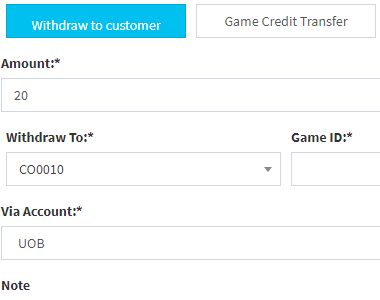 Withdraw to customer Game Credit Transfer
Amount:*
20
Withdraw To:* Game ID:*
CO0010
Via Account:*
UOB
Note